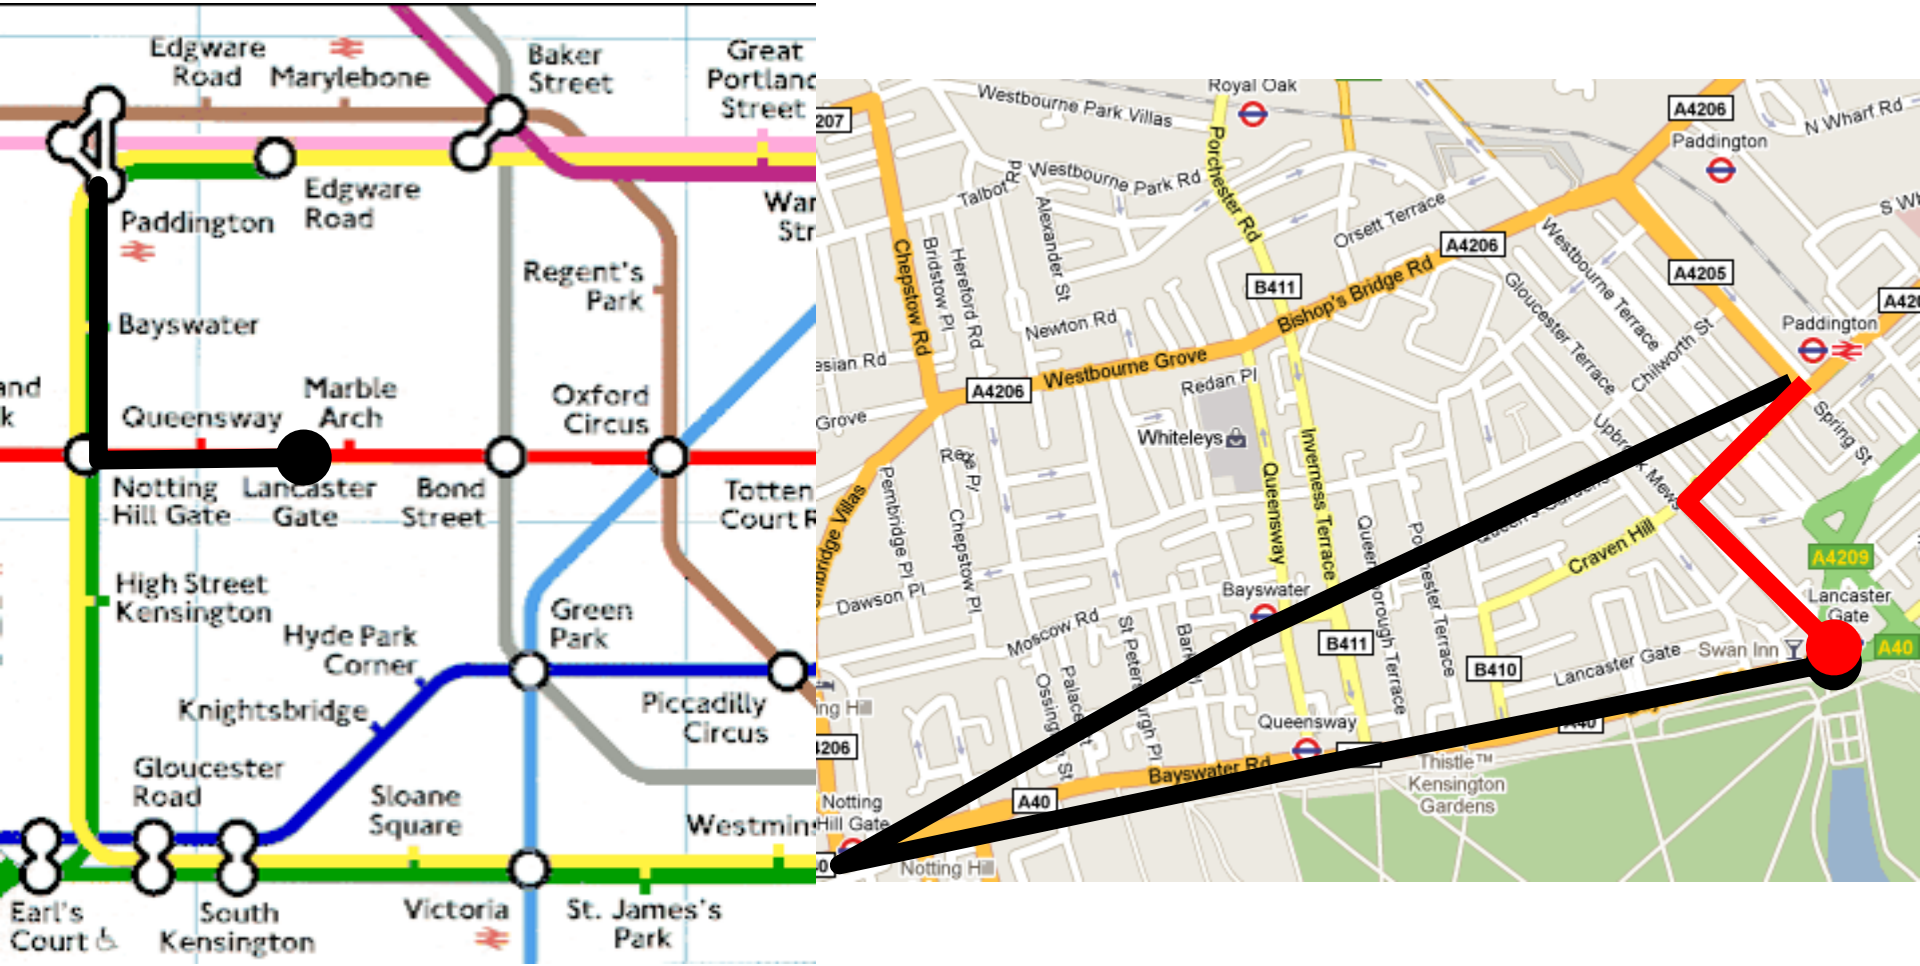 Edgware
Road
Marylebone
Baker
Street
Great
Portland
Street
Edgware
Road
Paddington
Bayswater
Regent's
Park
Queensway
Marble
Arch
Oxford
Circus
Notting
Hill Gate
Lancaster
Gate
Bond
Street
Totten
Court R
High Street
Kensington
Hyde Park
Corner
Green
Park
Knightsbridge
Piccadilly
Circus
Gloucester
Road
Sloane
Square
Westmins
Earl's
Court
South
Kensington
Victoria
St. James's
Park
Royal Oak
Westbourne Park Villas
207
A4206
N Wharf Rd
Paddington
Talbot Rd
Westbourne Park Rd
Porchester Rd
Alexander St
Orsett Terrace
A4206
Chepstow Rd
Bridstow Pl
Hereford Rd
B411
Bishop's Bridge Rd
Westbourne Terrace
A4205
Gloucester Terrace
Newton Rd
Chilworth St
Paddington
Westbourne Grove
A4206
Redan Pl
Grove
Whiteleys
Spring St
Pembridge Pl
Chepstow Pl
Queensway
Inverness Terrace
Craven Hill
A4209
Dawson Pl
Bayswater
Moscow Rd
B411
Lancaster
Gate
A40
Swan Inn
B410
Lancaster Gate
Queensway
Bayswater Rd
A40
Thistle™
Kensington
Gardens
Notting
Hill Gate
Notting Hill